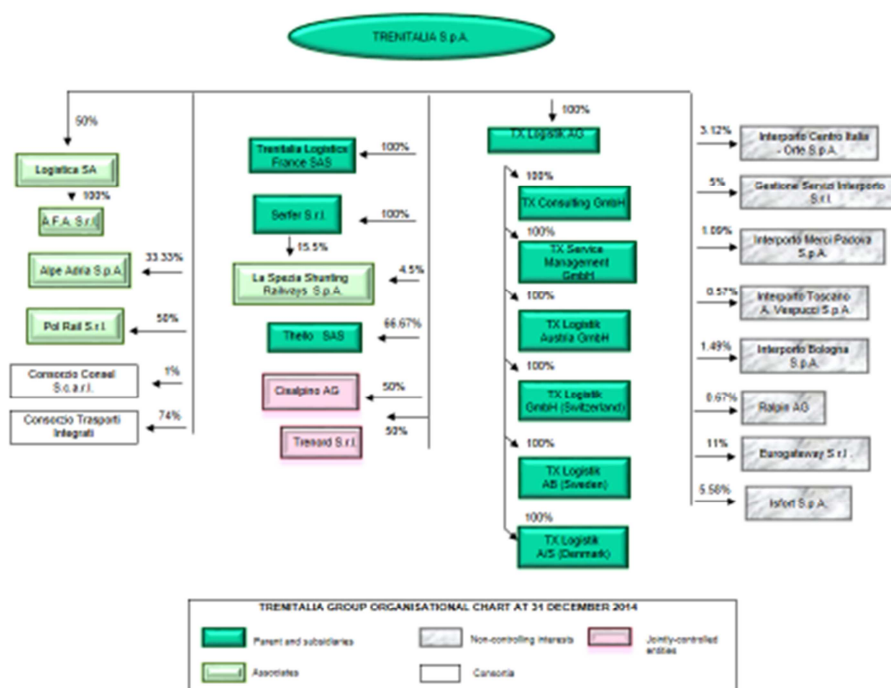 TRENITALIA S.p.A.
50%
Logistica SA
100%
A.F.A. S.r.l.
33.33%
Alpe Adria S.p.A.
50%
Pol Rail S.r.l.
1%
Consorzio Consel
S.c.a.r.l.
74%
Consorzio Trasporti
Integrati
Trenitalia Logistics
France SAS
100%
Serfer S.r.l.
100%
15.5%
La Spezia Shunting
Railways S.p.A.
4.5%
Thello SAS
66.67%
Cisalpino AG
50%
Trenord S.r.l.
50%
100%
TX Logistik AG
100%
TX Consulting GmbH
100%
TX Service
Management
GmbH
100%
TX Logistik
Austria GmbH
100%
TX Logistik
GmbH (Switzerland)
100%
TX Logistik
AB (Sweden)
100%
TX Logistik
A/S (Denmark)
3.12%
Interporto Centro Italia
- Orte S.p.A.
5%
Gestione Servizi Interporto
S.r.l.
1.09%
Interporto Merci Padova
S.p.A.
0.57%
Interporto Toscano
A. Vespucci S.p.A.
1.49%
Interporto Bologna
S.p.A.
0.67%
Ralpin AG
11%
Eurogateway S.r.l.
5.58%
Isfort S.p.A.
TRENITALIA GROUP ORGANISATIONAL CHART AT 31 DECEMBER 2014
Parent and subsidiaries
Non-controlling interests
Jointly-controlled
entities
Associates
Consortia